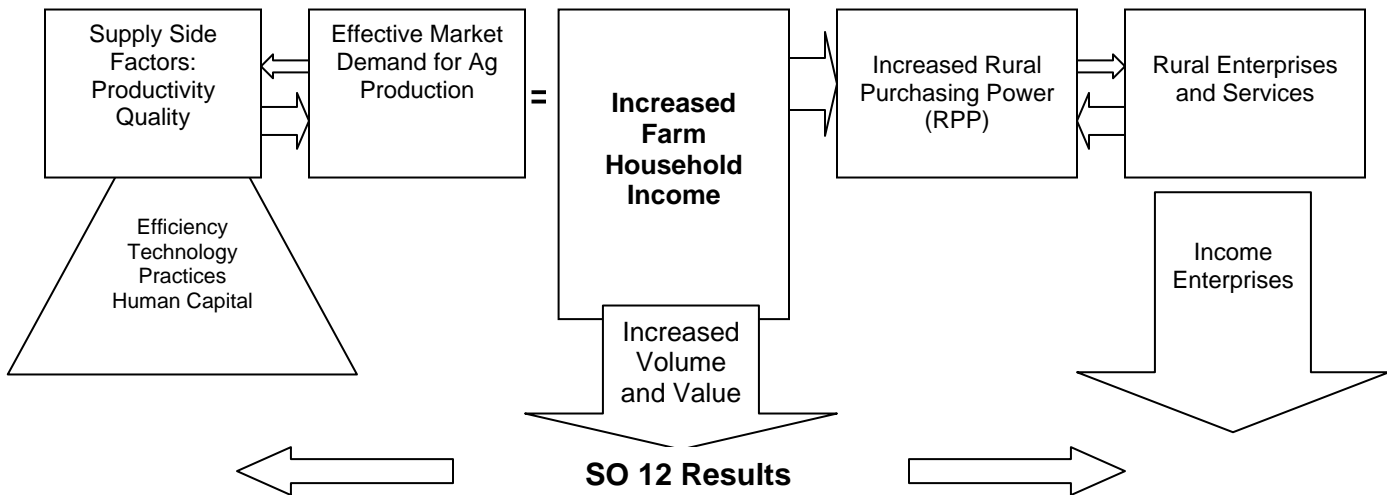 Supply Side
Factors:
Productivity
Quality
Effective Market
Demand for Ag
Production
=
Increased
Farm
Household
Income
Increased Rural
Purchasing Power
(RPP)
Rural Enterprises
and Services
Efficiency
Technology
Practices
Human Capital
Increased
Volume
and Value
Income
Enterprises
SO 12 Results